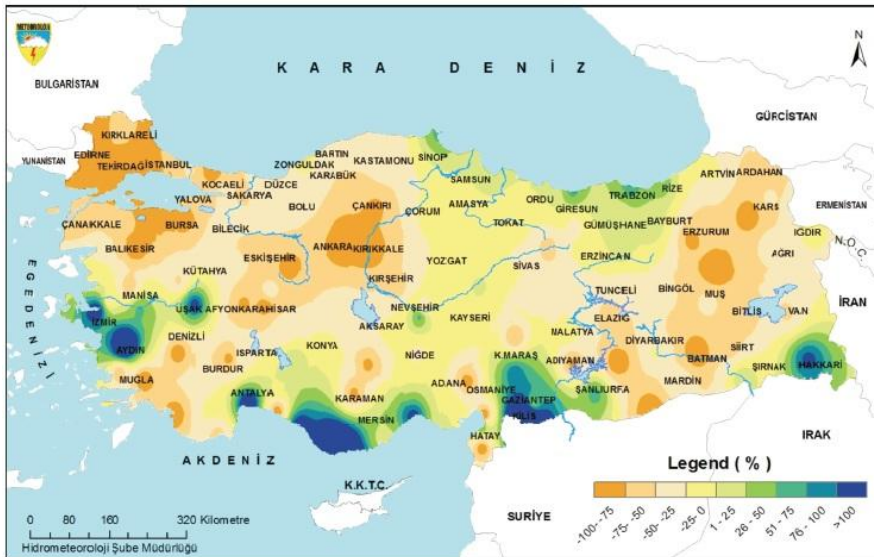 METEOROLOJİ
K A R A D E N İ Z
N
BULGARİSTAN
GÜRCİSTAN
YUNANİSTAN
ERMENİSTAN
N.Ö.C.
İRAN
E G E D E N İ Z İ
KIRKLARELİ
EDİRNE
TEKİRDAĞ
İSTANBUL
KOCAELİ
YALOVA
SAKARYA
DÜZCE
ZONGULDAK
BARTIN
KARABÜK
KASTAMONU
SİNOP
SAMSUN
BOLU
ÇANKIRI
ÇORUM
AMASYA
ORDU
GİRESUN
TRABZON
RİZE
ARTVİN
ARDAHAN
KARS
ÇANAKKALE
BURSA
BİLECİK
BALIKESİR
ESKİŞEHİR
ANKARA
KIRIKKALE
TOKAT
GÜMÜŞHANE
BAYBURT
ERZURUM
IĞDIR
AĞRI
KÜTAHYA
KIRŞEHİR
YOZGAT
SİVAS
ERZİNCAN
MANİSA
UŞAK
AFYONKARAHİSAR
NEVŞEHİR
KAYSERİ
TUNCELİ
BİNGÖL
MUŞ
BİTLİS
VAN
İZMİR
AYDIN
DENİZLİ
ISPARTA
BURDUR
KONYA
AKSARAY
NİĞDE
MALATYA
ELAZIĞ
DİYARBAKIR
BATMAN
SİİRT
ŞIRNAK
HAKKARİ
MUĞLA
ANTALYA
KARAMAN
MERSİN
ADANA
K.MARAŞ
OSMANİYE
GAZİANTEP
KİLİS
ADIYAMAN
ŞANLIURFA
MARDİN
HATAY
A K D E N İ Z
K.K.T.C.
SURİYE
IRAK
Legend ( % )
-100--75
-75--50
-50--25
-25- 0
1 - 25
26 - 50
51 - 75
76 - 100
>100
0 80 160 320 Kilometre
Hidrometeoroloji Şube Müdürlüğü